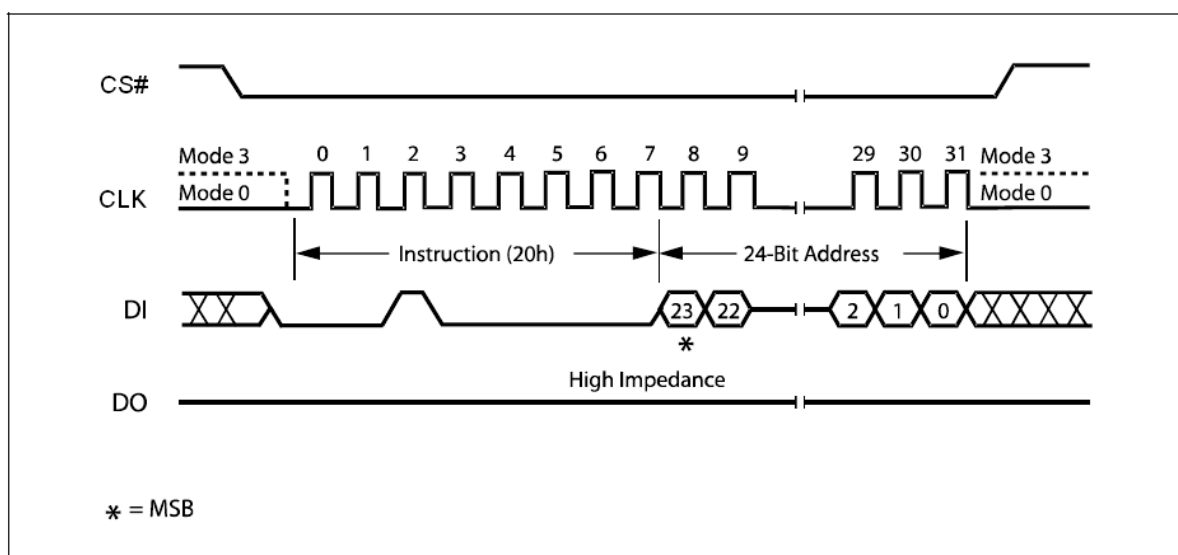 CS#
Mode 3 0 1 2 3 4 5 6 7 8 9 29 30 31 Mode 3
CLK Mode 0 Mode 0
Instruction (20h) 24-Bit Address
DI 23 22 2 1 0
*
High Impedance
DO
* = MSB